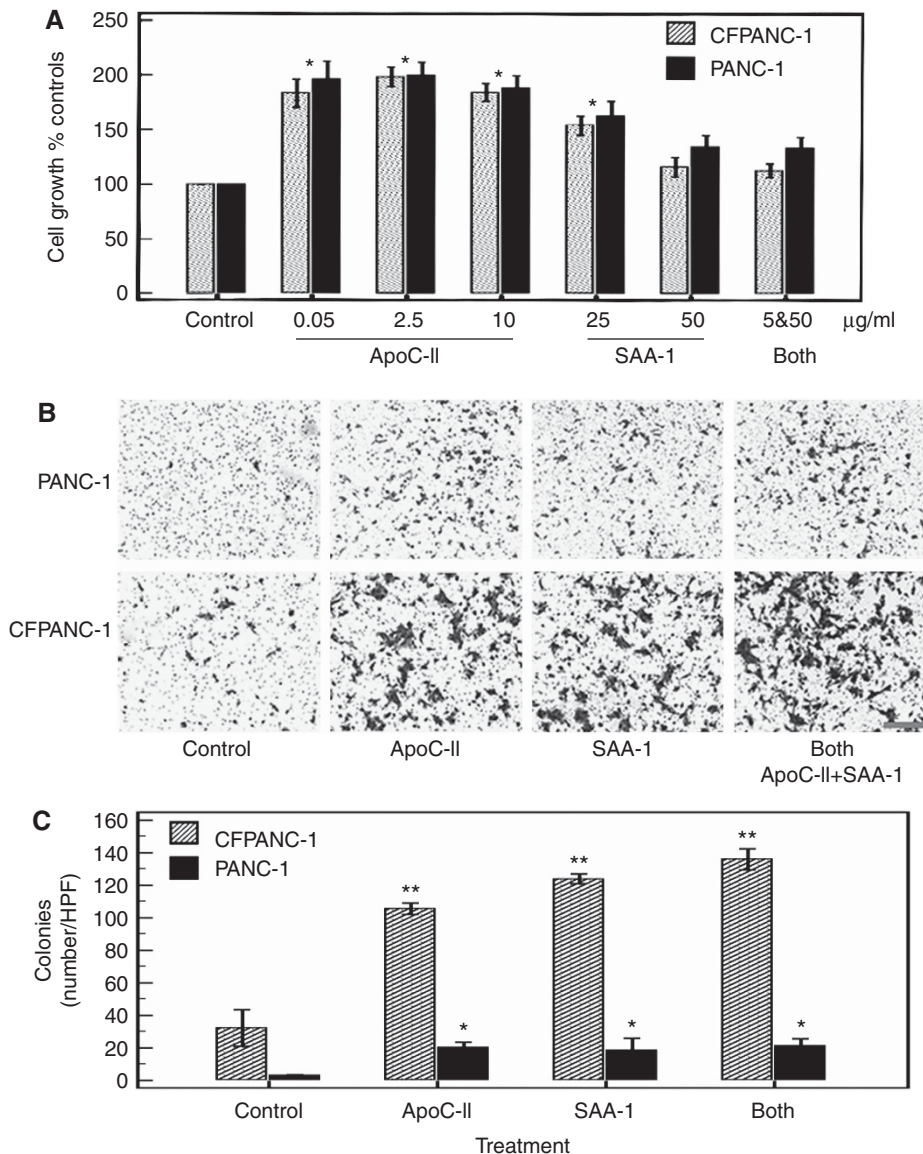 A
250
200
150
100
50
0
Cell growth % controls
CFPANC-1
PANC-1
* * * *
Control 0.05 2.5 10 25 50 5&50 µg/ml
ApoC-II SAA-1 Both
B
PANC-1
CFPANC-1
Control ApoC-II SAA-1 Both
ApoC-II+SAA-1
C
160
140
120
100
80
60
40
20
0
Colonies
(number/HPF)
CFPANC-1
PANC-1
** ** **
* * *
Control ApoC-II SAA-1 Both
Treatment